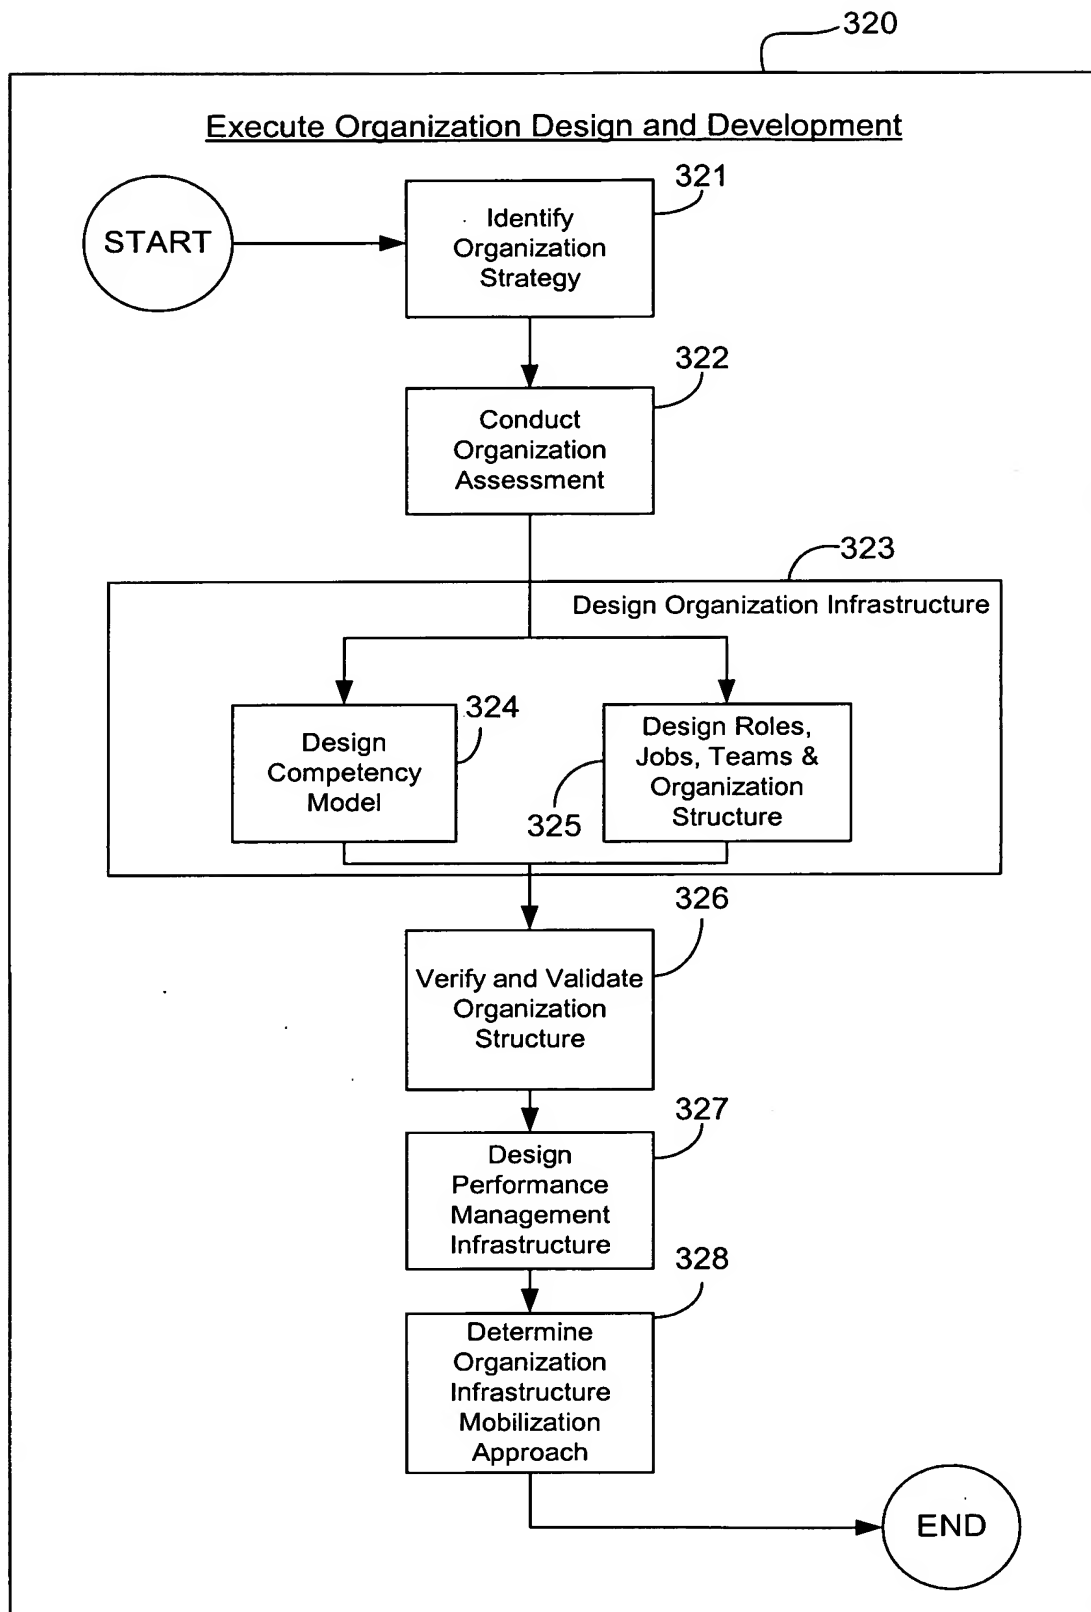 320
Execute Organization Design and Development
START
321
Identify
Organization
Strategy
322
Conduct
Organization
Assessment
323
Design Organization Infrastructure
324
Design
Competency
Model
325
Design Roles,
Jobs, Teams &
Organization
Structure
326
Verify and Validate
Organization
Structure
327
Design
Performance
Management
Infrastructure
328
Determine
Organization
Infrastructure
Mobilization
Approach
END